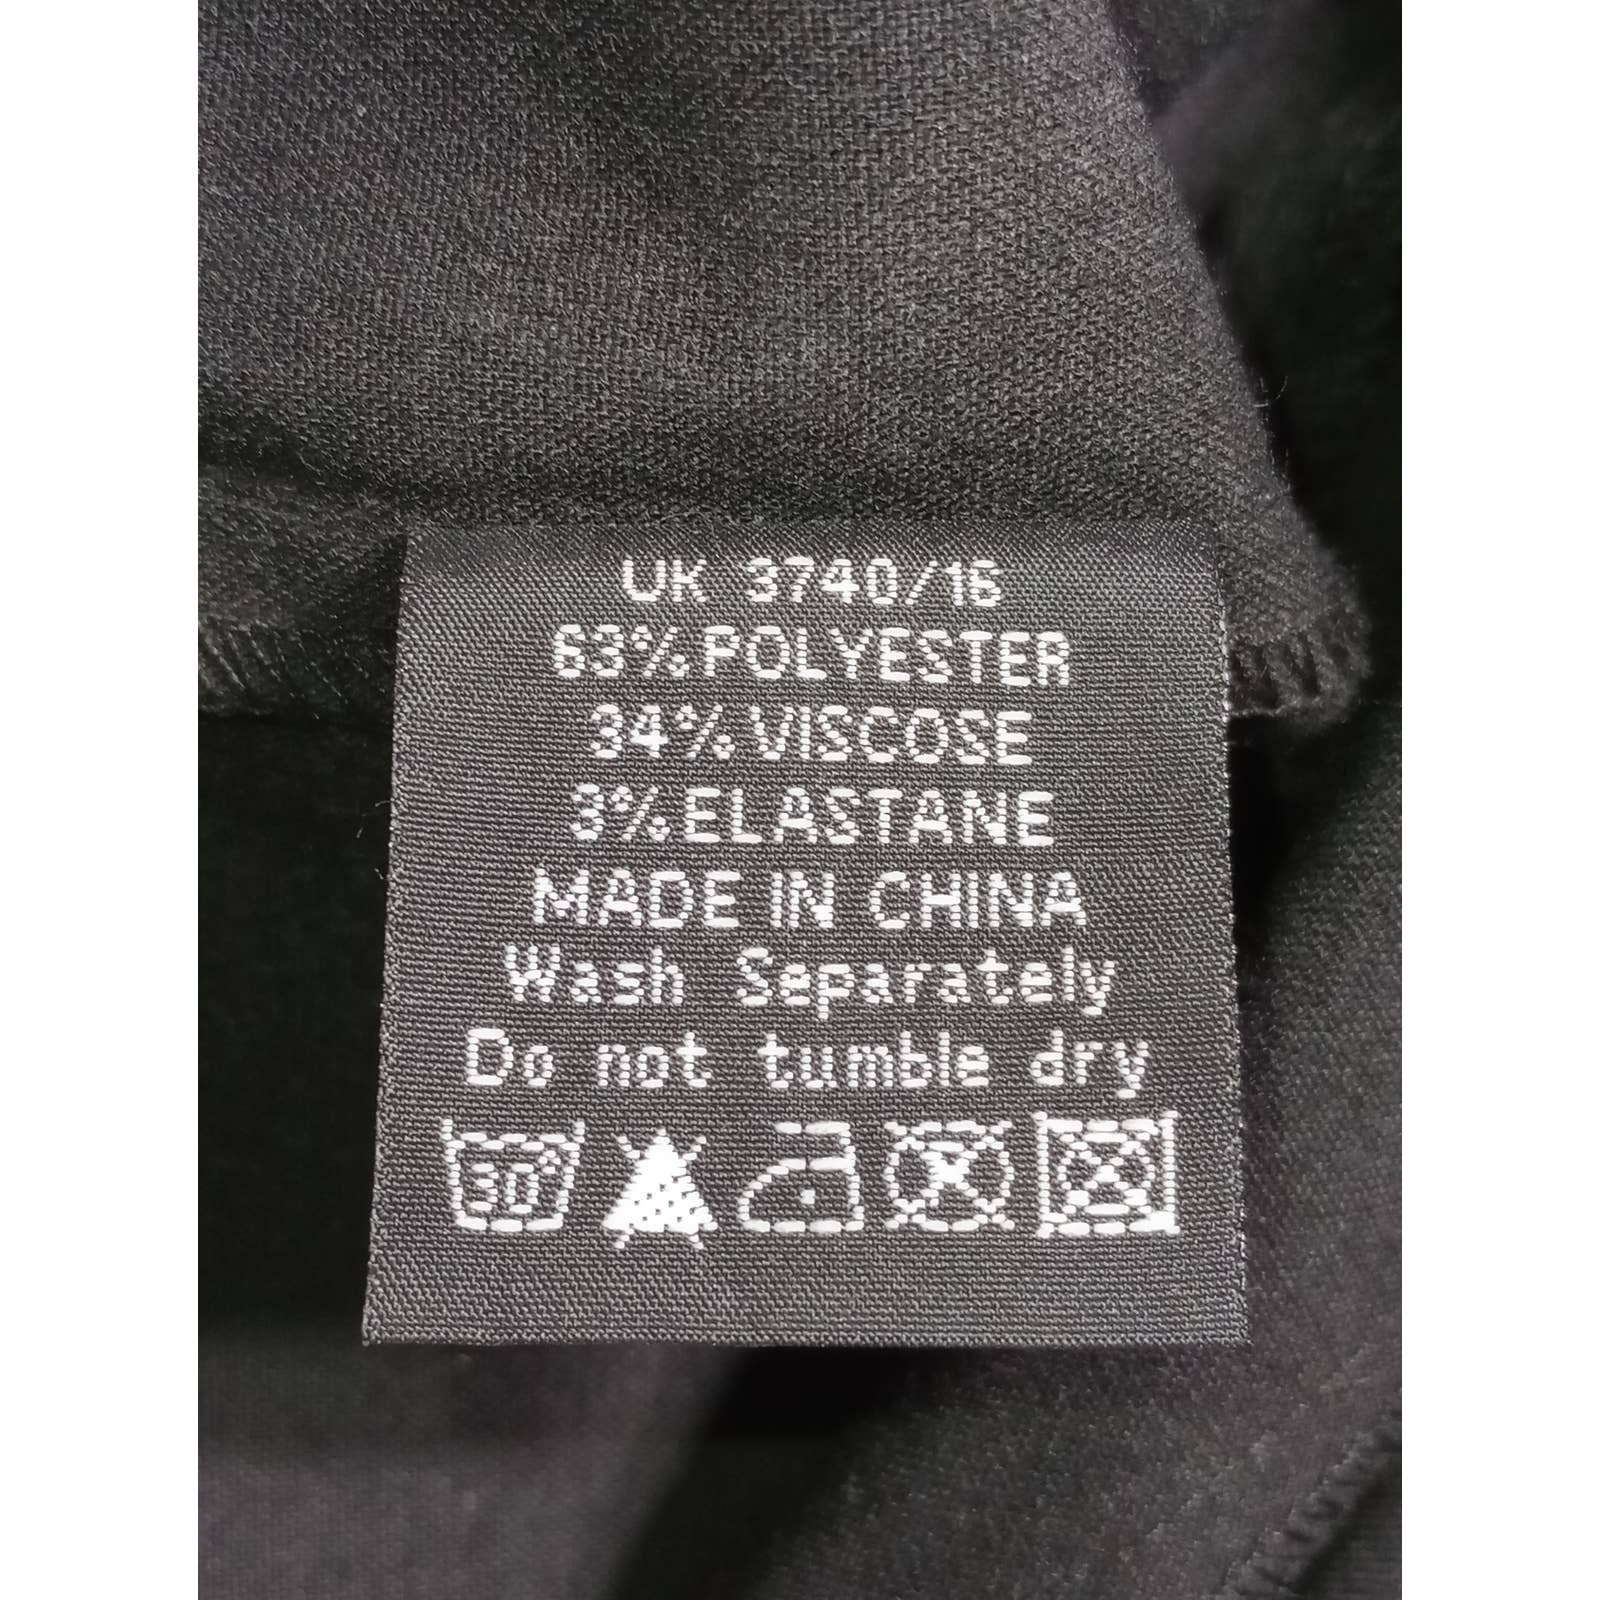 UK 3740/16
63%POLYESTER
34%VISCOSE
3%ELASTANE
MADE IN CHINA
Wash Separately
Do not tumble dry
30°